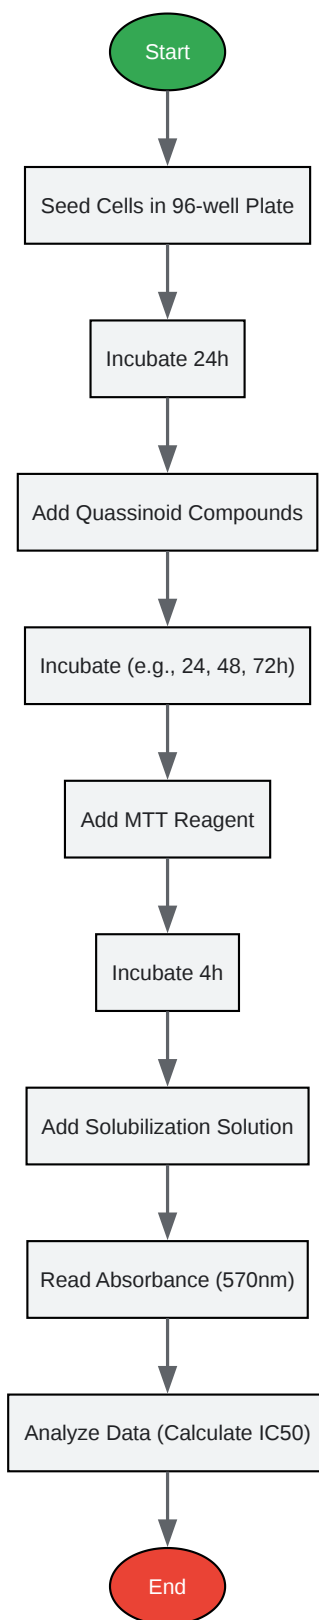 Start
Seed Cells in 96-well Plate
Incubate 24h
Add Quassinoid Compounds
Incubate (e.g., 24, 48, 72h)
Add MTT Reagent
Incubate 4h
Add Solubilization Solution
Read Absorbance (570nm)
Analyze Data (Calculate IC50)
End